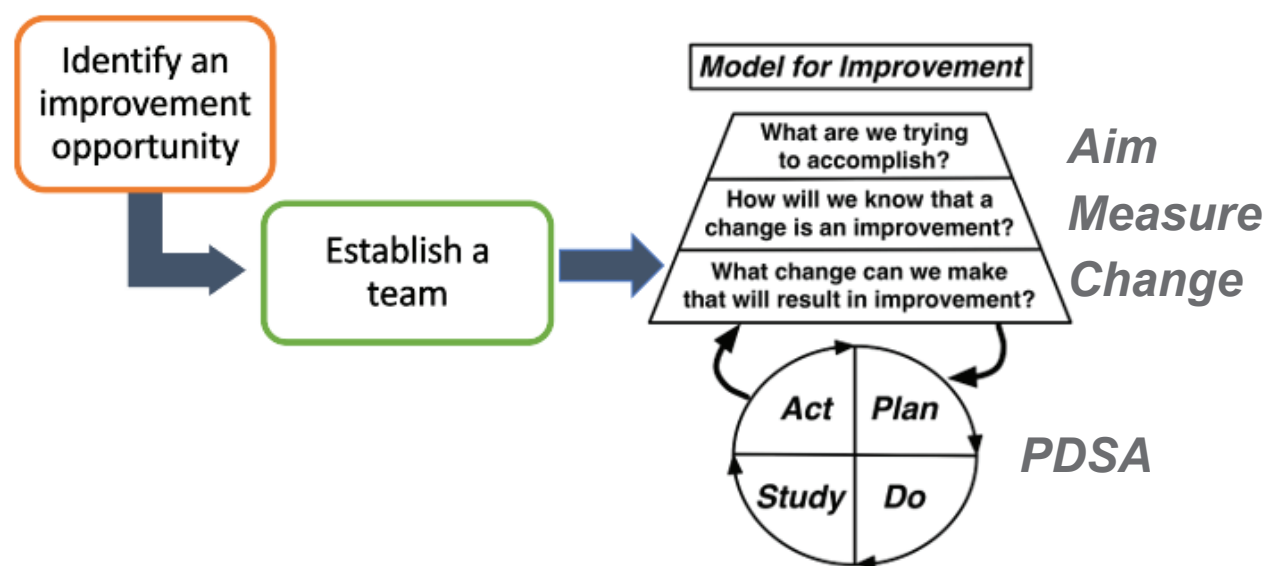 Identify an
improvement
opportunity
Establish a
team
Model for Improvement
What are we trying
to accomplish?
How will we know that a
change is an improvement?
What change can we make
that will result in improvement?
Aim
Measure
Change
Act
Plan
Study
Do
PDSA